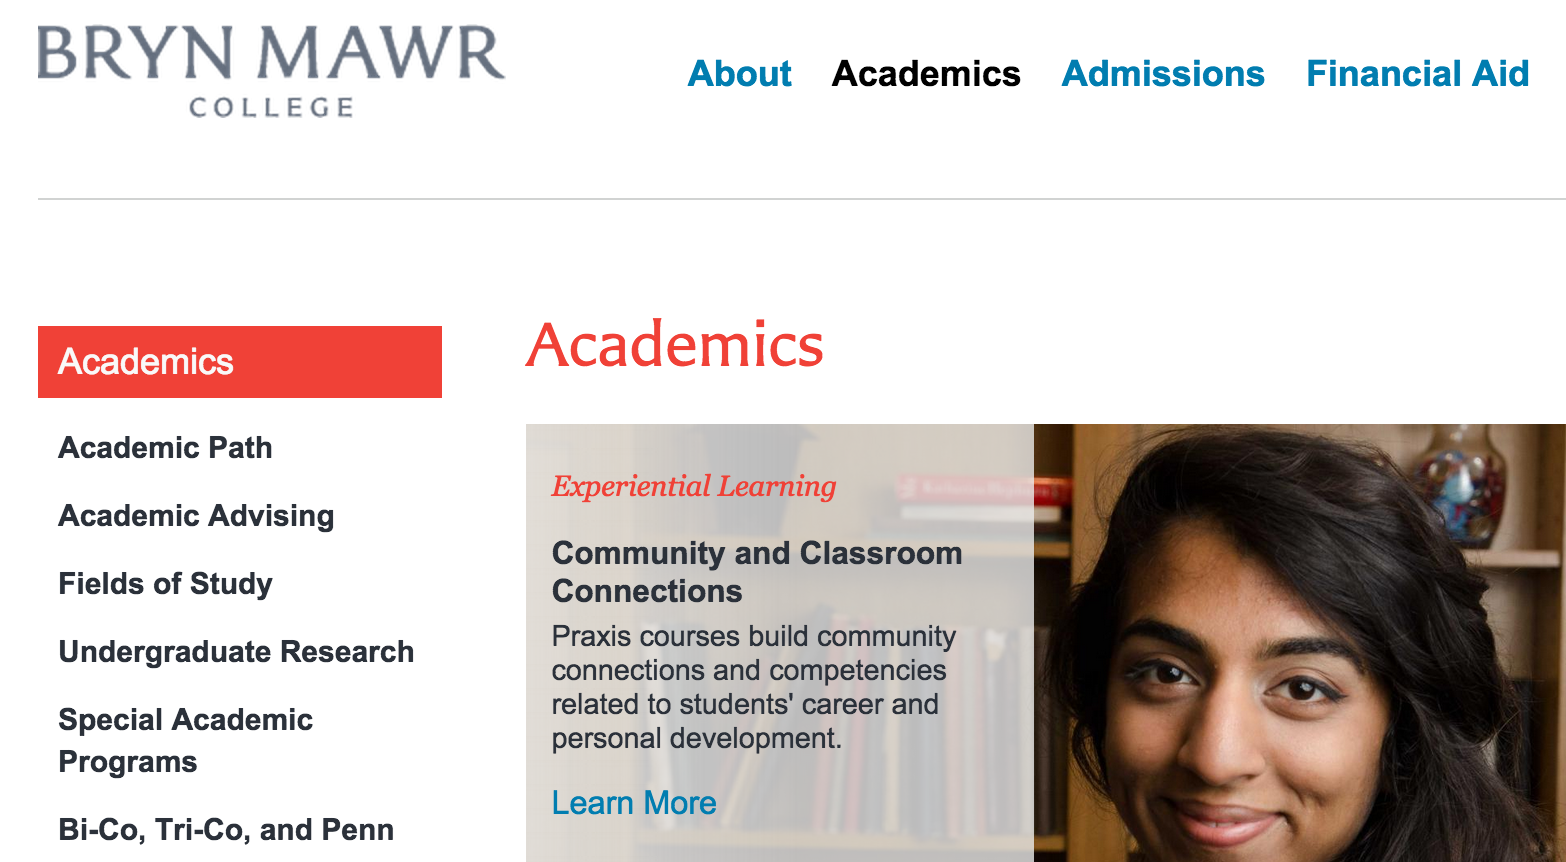 BRYN MAWR
COLLEGE
About Academics Admissions Financial Aid
Academics
Academic Path
Academic Advising
Fields of Study
Undergraduate Research
Special Academic
Programs
Bi-Co, Tri-Co, and Penn
Academics
Experiential Learning
Community and Classroom
Connections
Praxis courses build community
connections and competencies
related to students' career and
personal development.
Learn More